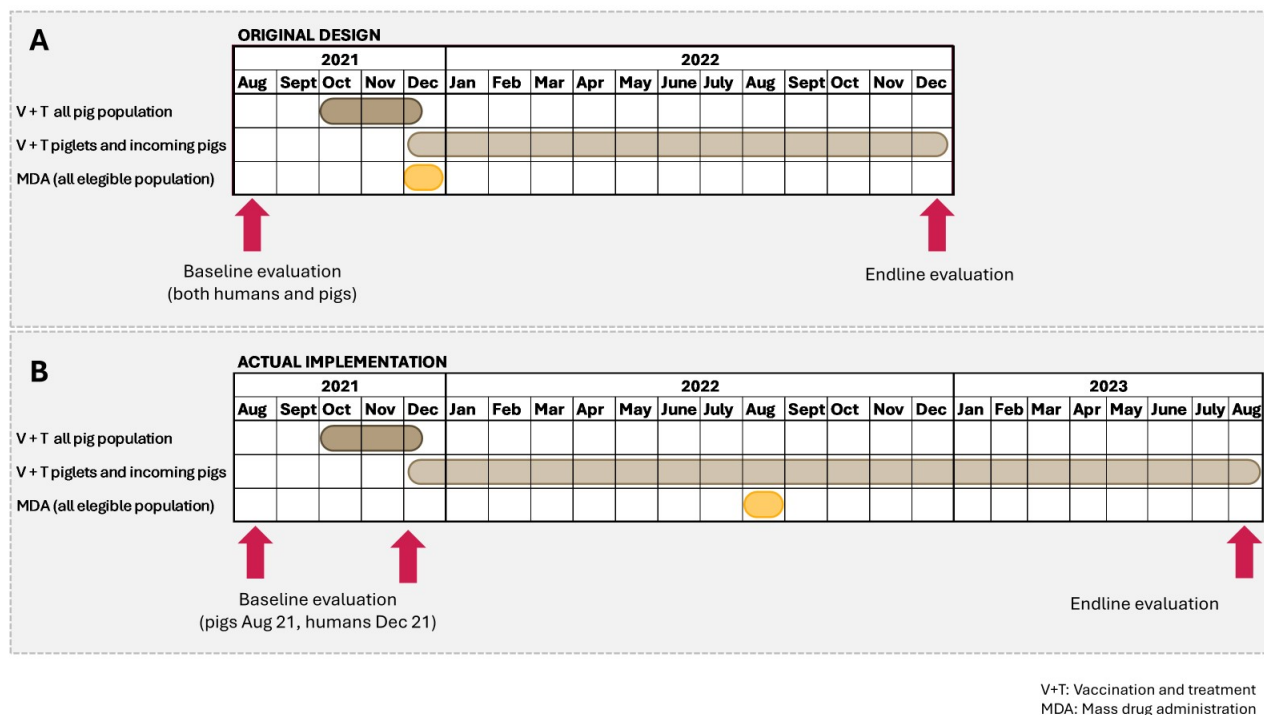 A
ORIGINAL DESIGN
2021 2022
Aug Sept Oct Nov Dec Jan Feb Mar Apr May June July Aug Sept Oct Nov Dec
V + T all pig population
V + T piglets and incoming pigs
MDA (all elegible population)
Baseline evaluation
(both humans and pigs)
Endline evaluation
B
ACTUAL IMPLEMENTATION
2021 2022 2023
Aug Sept Oct Nov Dec Jan Feb Mar Apr May June July Aug Sept Oct Nov Dec Jan Feb Mar Apr May June July Aug
V + T all pig population
V + T piglets and incoming pigs
MDA (all elegible population)
Baseline evaluation
(pigs Aug 21, humans Dec 21)
Endline evaluation
V+T: Vaccination and treatment
MDA: Mass drug administration